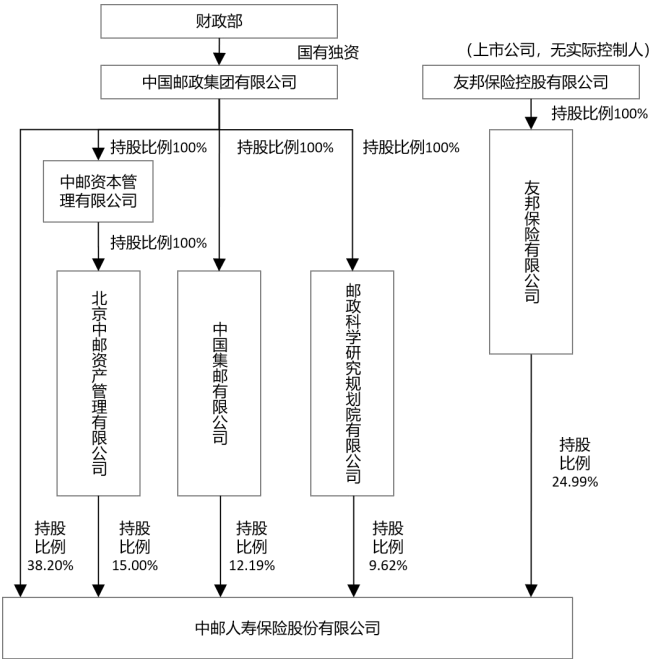 财政部
国有独资
（上市公司，无实际控制人）
中国邮政集团有限公司
友邦保险控股有限公司
持股比例100%
持股比例100%
持股比例100%
持股比例100%
中邮资本管
理有限公司
友邦保险有限公司
持股比例100%
北京中邮资产管理有限公司
中国集邮有限公司
邮政科学研究规划院有限公司
持股
比例
38.20%
持股
比例
15.00%
持股
比例
12.19%
持股
比例
9.62%
持股
比例
24.99%
中邮人寿保险股份有限公司